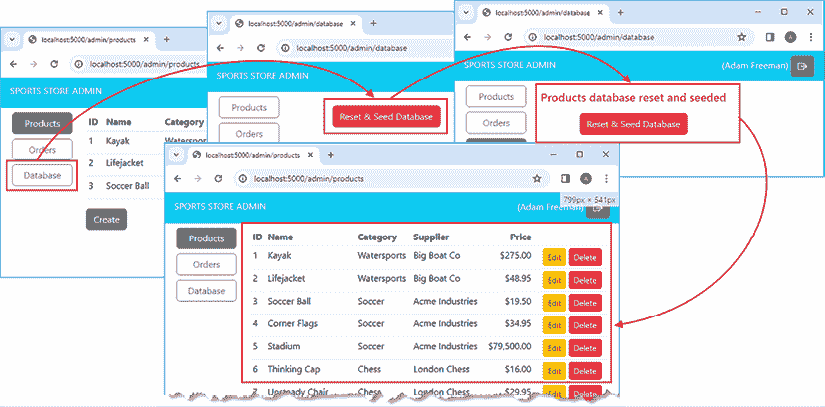 localhost:5000/admin/products
localhost:5000/admin/products
SPORTS STORE ADMIN
Products
Orders
Database
ID Name Category
1 Kayak Watersports
2 Lifejacket
3 Soccer Ball
Create
localhost:5000/admin/database
localhost:5000/admin/database
SPORTS STORE ADMIN
Products
Orders
Reset & Seed Database
localhost:5000/admin/database
localhost:5000/admin/database
SPORTS STORE ADMIN (Adam Freeman)
Products
Orders
Products database reset and seeded
Reset & Seed Database
localhost:5000/admin/products
localhost:5000/admin/products
799px × 541px
SPORTS STORE ADMIN (Adam Freeman)
Products
Orders
Database
ID Name Category Supplier Price
1 Kayak Watersports Big Boat Co $275.00 Edit Delete
2 Lifejacket Watersports Big Boat Co $48.95 Edit Delete
3 Soccer Ball Soccer Acme Industries $19.50 Edit Delete
4 Corner Flags Soccer Acme Industries $34.95 Edit Delete
5 Stadium Soccer Acme Industries $79,500.00 Edit Delete
6 Thinking Cap Chess London Chess $16.00 Edit Delete
7 Unsteady Chair Chess London Chess $29.95 Edit Delete